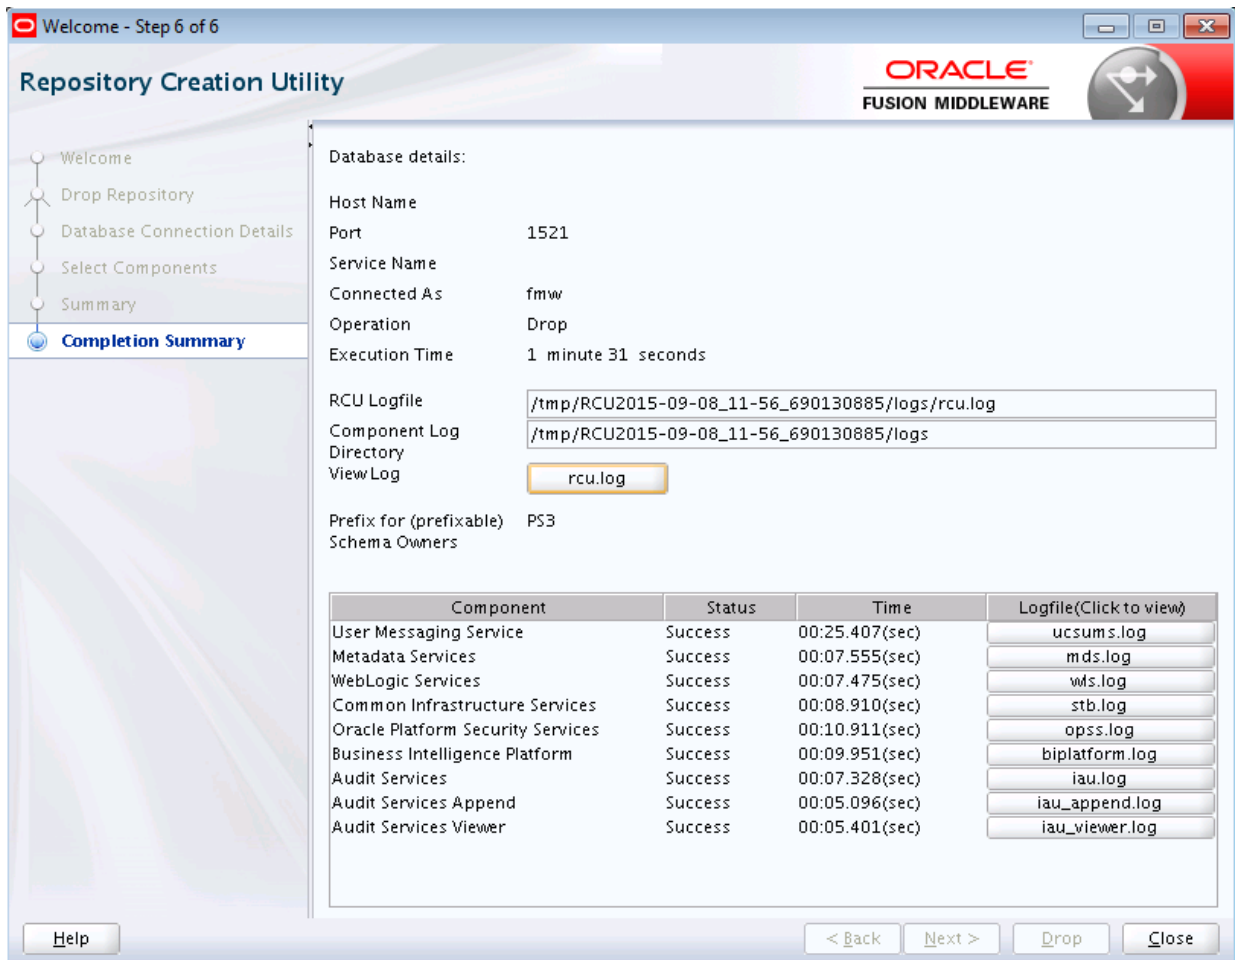 Welcome - Step 6 of 6
Repository Creation Utility
ORACLE
FUSION MIDDLEWARE
Welcome
Drop Repository
Database Connection Details
Select Components
Summary
Completion Summary
Database details:
Host Name
Port 1521
Service Name
Connected As fmw
Operation Drop
Execution Time 1 minute 31 seconds
RCU Logfile /tmp/RCU2015-09-08_11-56_690130885/logs/rcu.log
Component Log /tmp/RCU2015-09-08_11-56_690130885/logs
Directory
View Log rcu.log
Prefix for (prefixable) PS3
Schema Owners
Component Status Time Logfile(Click to view)
User Messaging Service Success 00:25.407(sec) ucsums.log
Metadata Services Success 00:07.555(sec) mds.log
WebLogic Services Success 00:07.475(sec) wls.log
Common Infrastructure Services Success 00:08.910(sec) stb.log
Oracle Platform Security Services Success 00:10.911(sec) opss.log
Business Intelligence Platform Success 00:09.951(sec) biplatform.log
Audit Services Success 00:07.328(sec) iau.log
Audit Services Append Success 00:05.096(sec) iau_append.log
Audit Services Viewer Success 00:05.401(sec) iau_viewer.log
Help < Back Next > Drop Close